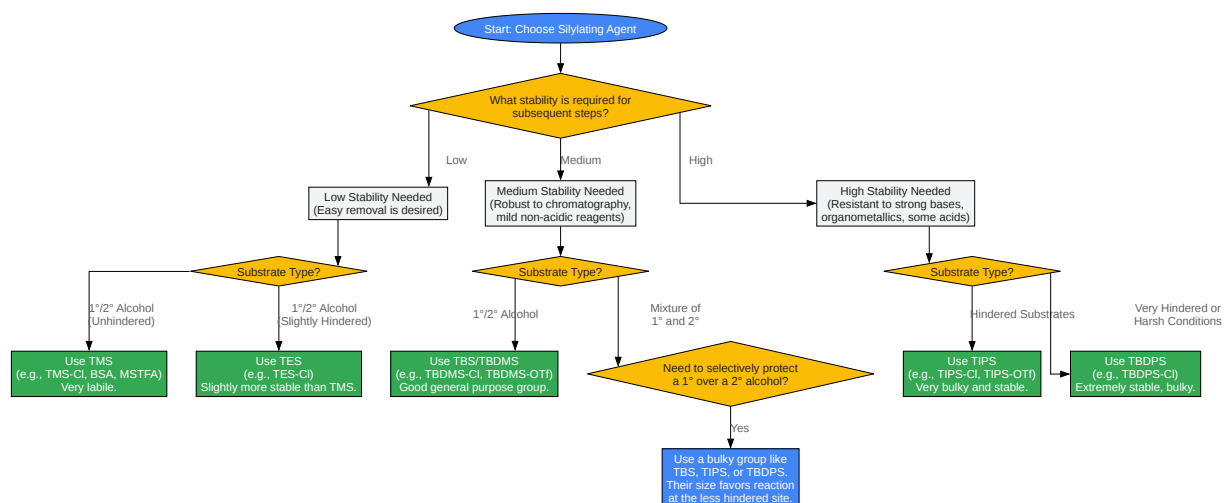 Start: Choose Silylating Agent
What stability is required for
subsequent steps?
Low
Medium
High
Low Stability Needed
(Easy removal is desired)
Medium Stability Needed
(Robust to chromatography,
mild non-acidic reagents)
High Stability Needed
(Resistant to strong bases,
organometallics, some acids)
Substrate Type?
Substrate Type?
Substrate Type?
1°/2° Alcohol
(Unhindered)
1°/2° Alcohol
(Slightly Hindered)
1°/2° Alcohol
Mixture of
1° and 2°
Hindered Substrates
Very Hindered or
Harsh Conditions
Use TMS
(e.g., TMS-Cl, BSA, MSTFA)
Very labile.
Use TES
(e.g., TES-Cl)
Slightly more stable than TMS.
Use TBS/TBDMS
(e.g., TBDMS-Cl, TBDMS-OTf)
Good general purpose group.
Need to selectively protect
a 1° over a 2° alcohol?
Use TIPS
(e.g., TIPS-Cl, TIPS-OTf)
Very bulky and stable.
Use TBDPS
(e.g., TBDPS-Cl)
Extremely stable, bulky.
Yes
Use a bulky group like
TBS, TIPS, or TBDPS.
Their size favors reaction
at the less hindered site.